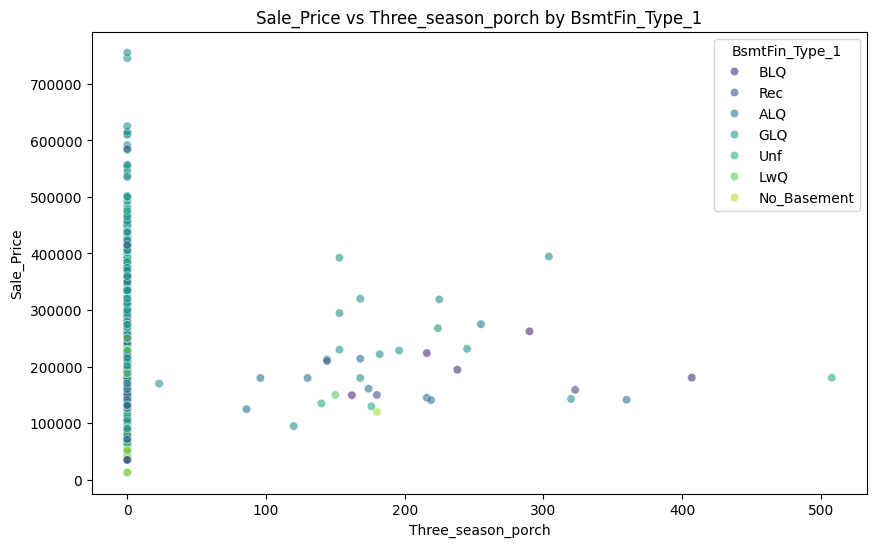 Sale_Price vs Three_season_porch by BsmtFin_Type_1
BsmtFin_Type_1
BLQ
Rec
ALQ
GLQ
Unf
LwQ
No_Basement
Sale_Price
700000
600000
500000
400000
300000
200000
100000
0
0 100 200 300 400 500
Three_season_porch